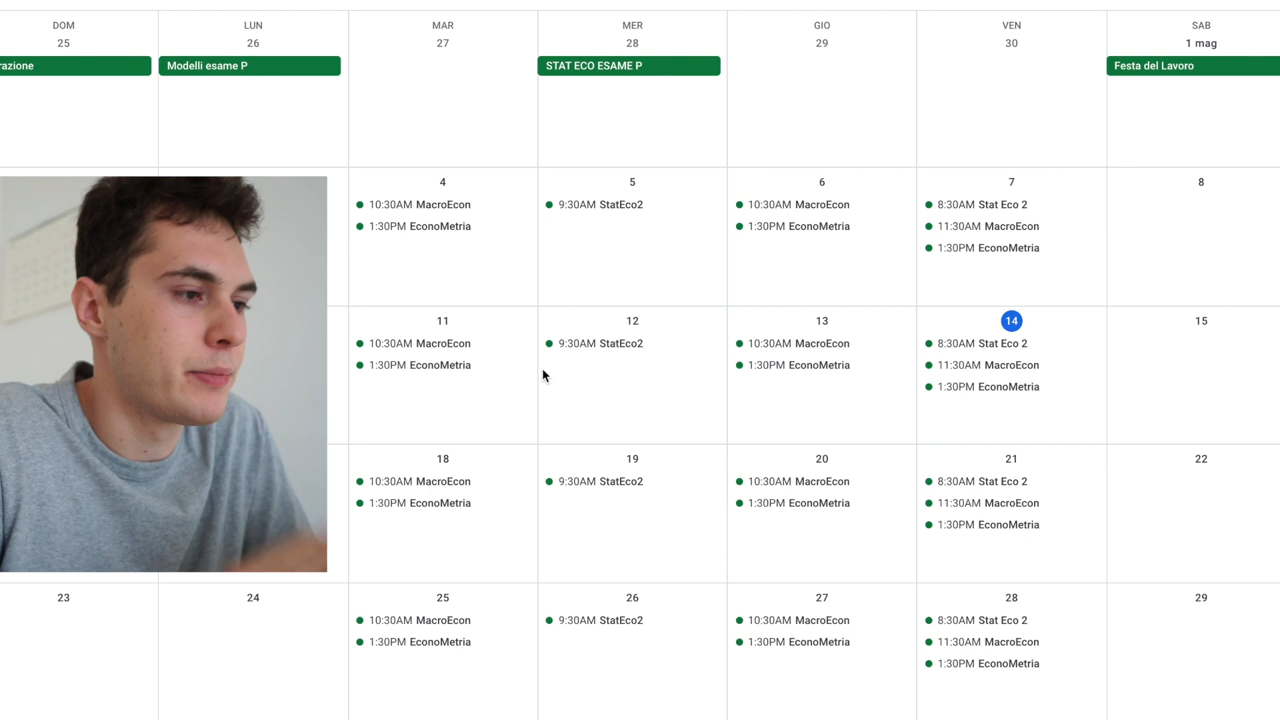 DOM LUN MAR MER GIO VEN SAB
25 26 27 28 29 30 1 mag
razione Modelli esame P STAT ECO ESAME P Festa del Lavoro
4 5 6 7 8
10:30AM MacroEcon 9:30AM StatEco2 10:30AM MacroEcon 8:30AM Stat Eco 2
1:30PM EconoMetria 1:30PM EconoMetria 11:30AM MacroEcon
1:30PM EconoMetria
11 12 13 14 15
10:30AM MacroEcon 9:30AM StatEco2 10:30AM MacroEcon 8:30AM Stat Eco 2
1:30PM EconoMetria 1:30PM EconoMetria 11:30AM MacroEcon
1:30PM EconoMetria
18 19 20 21 22
10:30AM MacroEcon 9:30AM StatEco2 10:30AM MacroEcon 8:30AM Stat Eco 2
1:30PM EconoMetria 1:30PM EconoMetria 11:30AM MacroEcon
1:30PM EconoMetria
23 24 25 26 27 28 29
10:30AM MacroEcon 9:30AM StatEco2 10:30AM MacroEcon 8:30AM Stat Eco 2
1:30PM EconoMetria 1:30PM EconoMetria 11:30AM MacroEcon
1:30PM EconoMetria